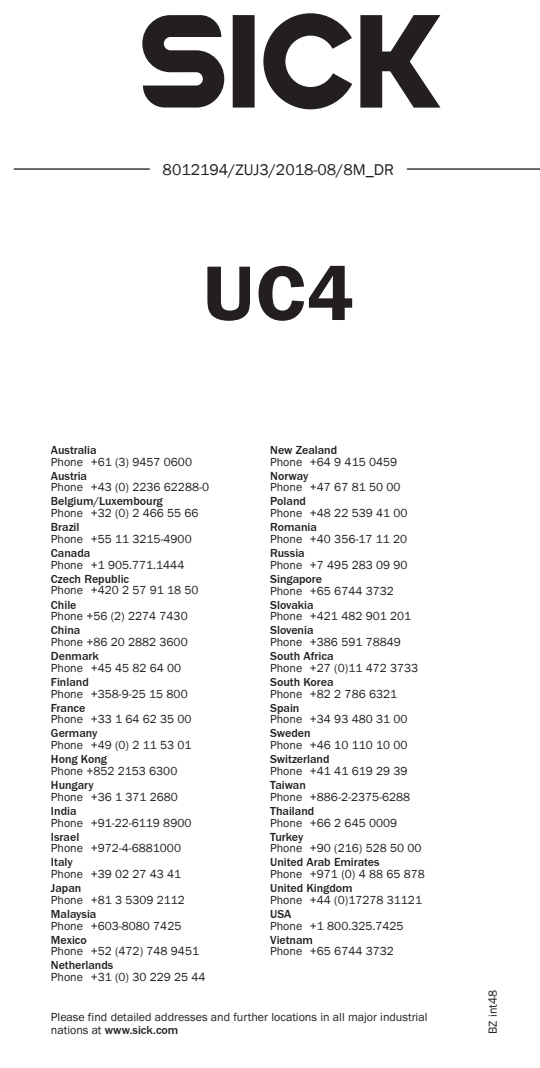 SICK
8012194/ZUJ3/2018-08/8M_DR
UC4
Australia
Phone +61 (3) 9457 0600
Austria
Phone +43 (0) 2236 62288-0
Belgium/Luxembourg
Phone +32 (0) 2 466 55 66
Brazil
Phone +55 11 3215-4900
Canada
Phone +1 905.771.1444
Czech Republic
Phone +420 2 57 91 18 50
Chile
Phone +56 (2) 2274 7430
China
Phone +86 20 2882 3600
Denmark
Phone +45 45 82 64 00
Finland
Phone +358-9-25 15 800
France
Phone +33 1 64 62 35 00
Germany
Phone +49 (0) 2 11 53 01
Hong Kong
Phone +852 2153 6300
Hungary
Phone +36 1 371 2680
India
Phone +91-22-6119 8900
Israel
Phone +972-4-6881000
Italy
Phone +39 02 27 43 41
Japan
Phone +81 3 5309 2112
Malaysia
Phone +603-8080 7425
Mexico
Phone +52 (472) 748 9451
Netherlands
Phone +31 (0) 30 229 25 44
New Zealand
Phone +64 9 415 0459
Norway
Phone +47 67 81 50 00
Poland
Phone +48 22 539 41 00
Romania
Phone +40 356-17 11 20
Russia
Phone +7 495 283 09 90
Singapore
Phone +65 6744 3732
Slovakia
Phone +421 482 901 201
Slovenia
Phone +386 591 78849
South Africa
Phone +27 (0)11 472 3733
South Korea
Phone +82 2 786 6321
Spain
Phone +34 93 480 31 00
Sweden
Phone +46 10 110 10 00
Switzerland
Phone +41 41 619 29 39
Taiwan
Phone +886-2-2375-6288
Thailand
Phone +66 2 645 0009
Turkey
Phone +90 (216) 528 50 00
United Arab Emirates
Phone +971 (0) 4 88 65 878
United Kingdom
Phone +44 (0)17278 31121
USA
Phone +1 800.325.7425
Vietnam
Phone +65 6744 3732
Please find detailed addresses and further locations in all major industrial
nations at www.sick.com
BZ int48